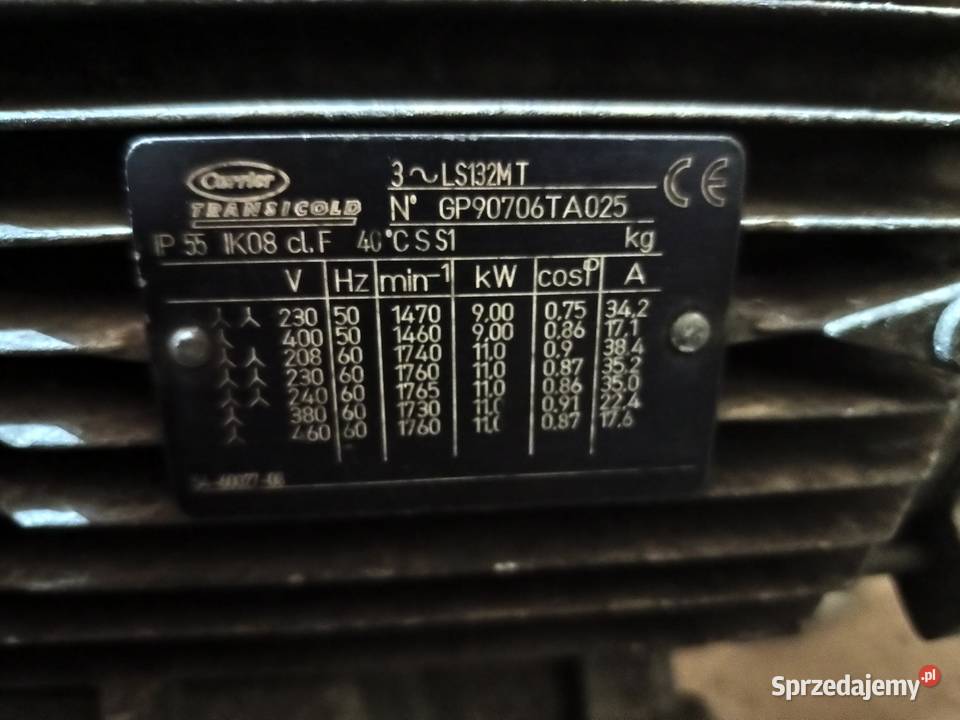 Carrier
TRANSICOLD
3~LS132MT
N° GP90706TA025
CE
IP 55 IK08 cl.F 40°C S S1 kg
V Hz min-1 kW cosφ A
230 50 1470 9,00 0.75 34,2
400 50 1460 9,00 0.86 17,1
208 60 1740 11,0 0.9 38.4
230 60 1760 11,0 0.87 35.2
240 60 1765 11,0 0.86 35,0
380 60 1730 11,0 0.91 22,4
460 60 1760 11,0 0.87 17,6
Sprzedajemy.pl